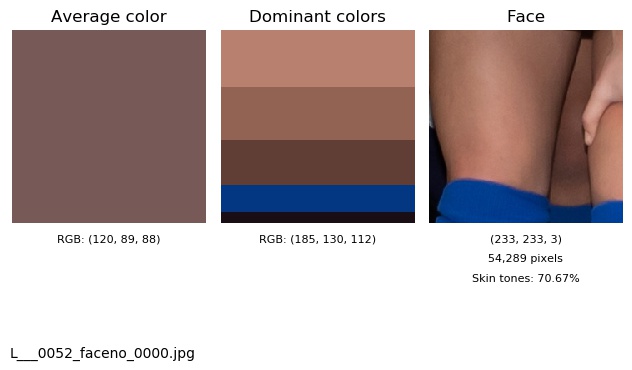 Average color
Dominant colors
Face
RGB: (120, 89, 88)
RGB: (185, 130, 112)
(233, 233, 3)
54,289 pixels
Skin tones: 70.67%
L___0052_faceno_0000.jpg